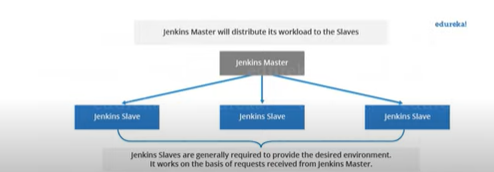 edureka!
Jenkins Master will distribute its workload to the Slaves
Jenkins Master
Jenkins Slave Jenkins Slave Jenkins Slave
Jenkins Slaves are generally required to provide the desired environment.
It works on the basis of requests received from Jenkins Master.